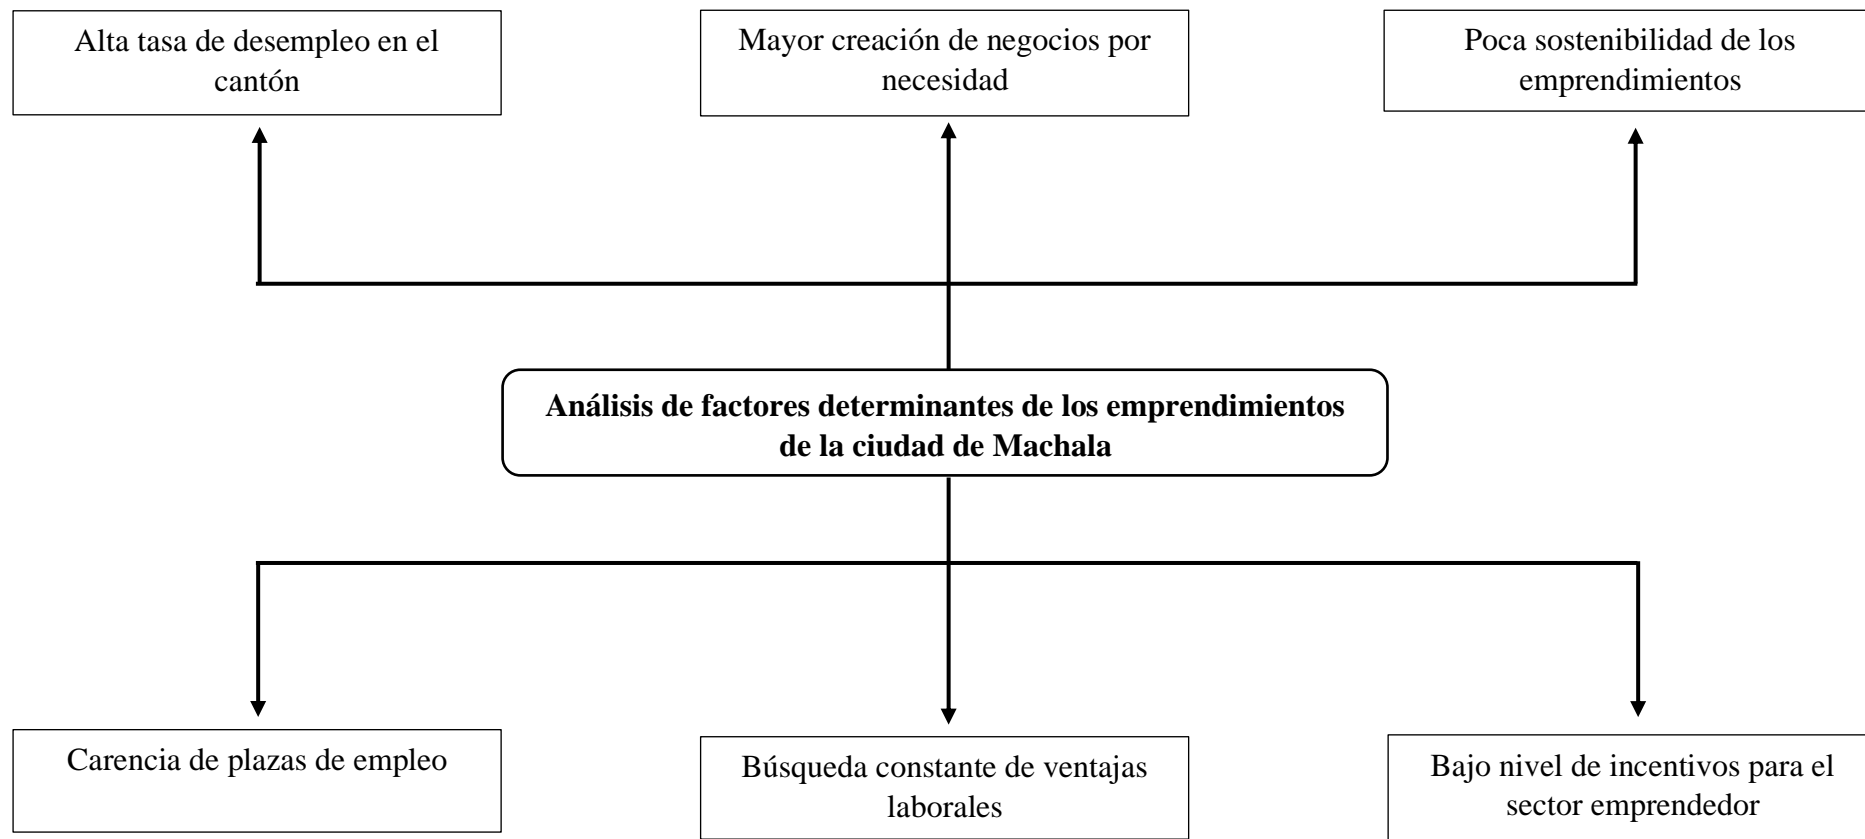 Alta tasa de desempleo en el
cantón
Mayor creación de negocios por
necesidad
Poca sostenibilidad de los
emprendimientos
Análisis de factores determinantes de los emprendimientos
de la ciudad de Machala
Carencia de plazas de empleo
Búsqueda constante de ventajas
laborales
Bajo nivel de incentivos para el
sector emprendedor